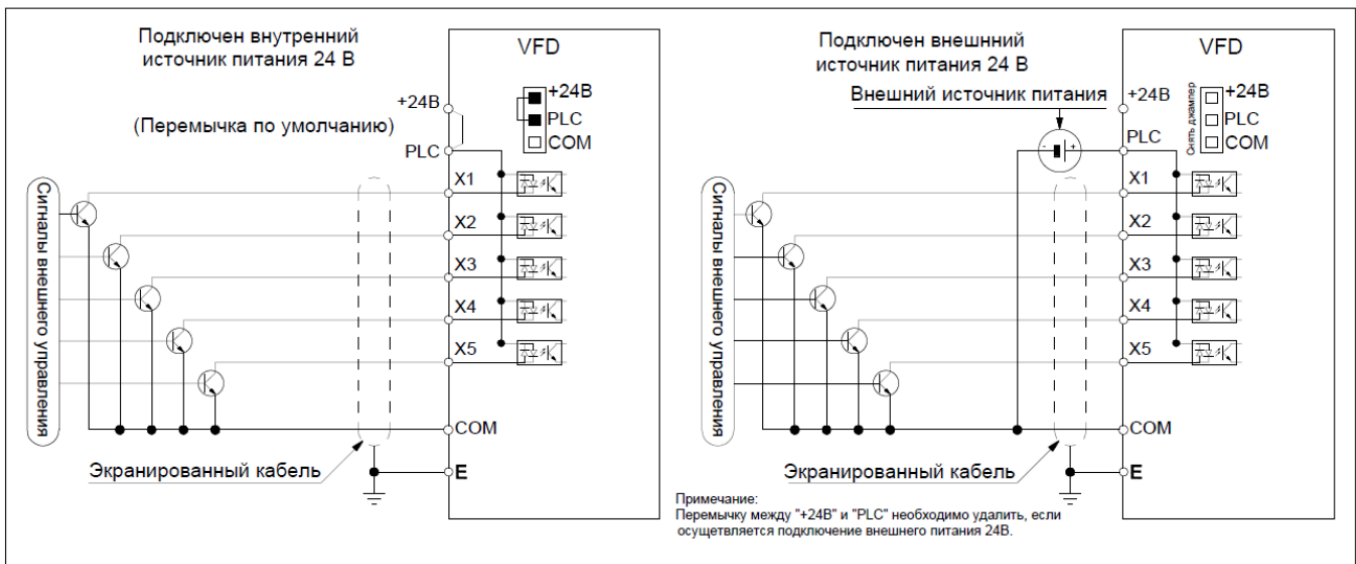 Подключен внутренний
источник питания 24 В
VFD
+24В
+24В
PLC
COM
(Перемычка по умолчанию)
PLC
X1
X2
X3
X4
X5
Сигналы внешнего управления
COM
Экранированный кабель
E
Подключен внешнний
источник питания 24 В
VFD
Внешний источник питания
+24В
Снять джампер
+24В
PLC
COM
- +
PLC
X1
X2
X3
X4
X5
Сигналы внешнего управления
COM
Экранированный кабель
E
Примечание:
Перемычку между "+24В" и "PLC" необходимо удалить, если
осущетвляется подключение внешнего питания 24В.